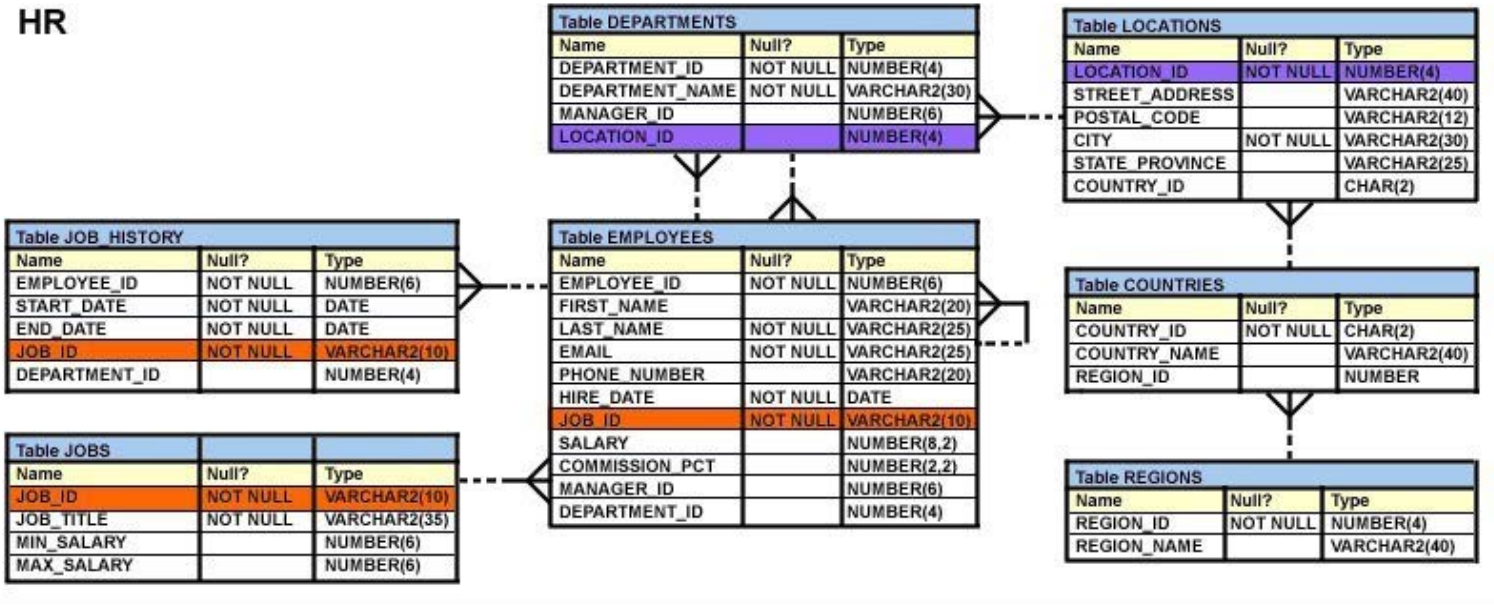 HR
Table DEPARTMENTS
Name Null? Type
DEPARTMENT_ID NOT NULL NUMBER(4)
DEPARTMENT_NAME NOT NULL VARCHAR2(30)
MANAGER_ID NUMBER(6)
LOCATION_ID NUMBER(4)
Table LOCATIONS
Name Null? Type
LOCATION_ID NOT NULL NUMBER(4)
STREET_ADDRESS VARCHAR2(40)
POSTAL_CODE VARCHAR2(12)
CITY NOT NULL VARCHAR2(30)
STATE_PROVINCE VARCHAR2(25)
COUNTRY_ID CHAR(2)
Table JOB_HISTORY
Name Null? Type
EMPLOYEE_ID NOT NULL NUMBER(6)
START_DATE NOT NULL DATE
END_DATE NOT NULL DATE
JOB_ID NOT NULL VARCHAR2(10)
DEPARTMENT_ID NUMBER(4)
Table EMPLOYEES
Name Null? Type
EMPLOYEE_ID NOT NULL NUMBER(6)
FIRST_NAME VARCHAR2(20)
LAST_NAME NOT NULL VARCHAR2(25)
EMAIL NOT NULL VARCHAR2(25)
PHONE_NUMBER VARCHAR2(20)
HIRE_DATE NOT NULL DATE
JOB_ID NOT NULL VARCHAR2(10)
SALARY NUMBER(8,2)
COMMISSION_PCT NUMBER(2,2)
MANAGER_ID NUMBER(6)
DEPARTMENT_ID NUMBER(4)
Table COUNTRIES
Name Null? Type
COUNTRY_ID NOT NULL CHAR(2)
COUNTRY_NAME VARCHAR2(40)
REGION_ID NUMBER
Table JOBS
Name Null? Type
JOB_ID NOT NULL VARCHAR2(10)
JOB_TITLE NOT NULL VARCHAR2(35)
MIN_SALARY NUMBER(6)
MAX_SALARY NUMBER(6)
Table REGIONS
Name Null? Type
REGION_ID NOT NULL NUMBER(4)
REGION_NAME VARCHAR2(40)